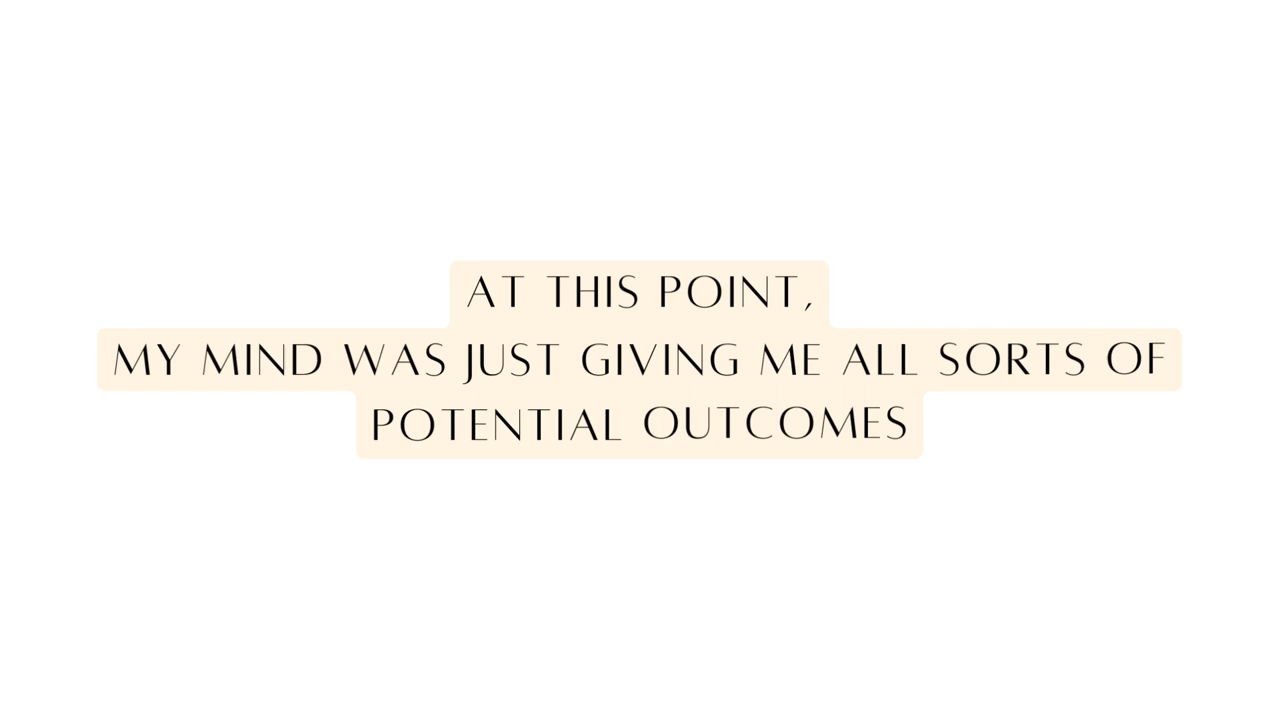 AT THIS POINT,
MY MIND WAS JUST GIVING ME ALL SORTS OF
POTENTIAL OUTCOMES